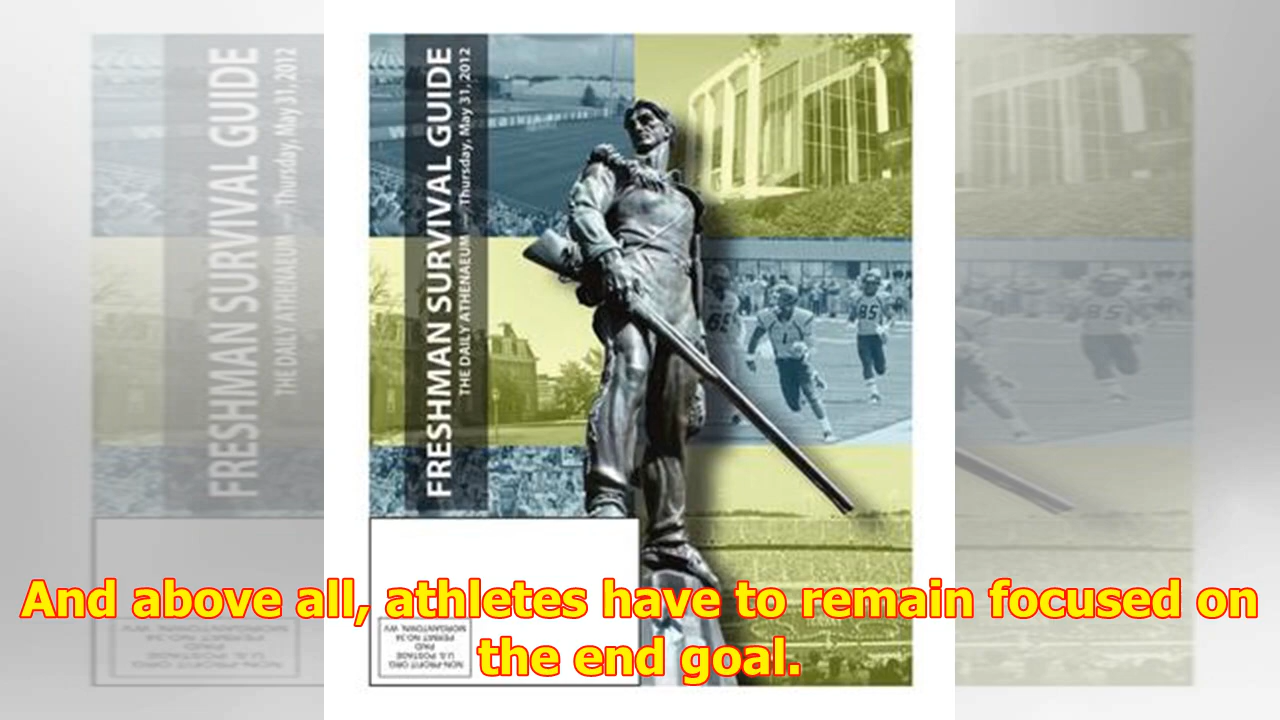 FRESHMAN SURVIVAL GUIDE
THE DAILY ATHENAEUM — Thursday, May 31, 2012
NON-PROFIT ORG.
U.S. POSTAGE
PAID
PERMIT NO.34
MORGANTOWN, WV
And above all, athletes have to remain focused on
the end goal.